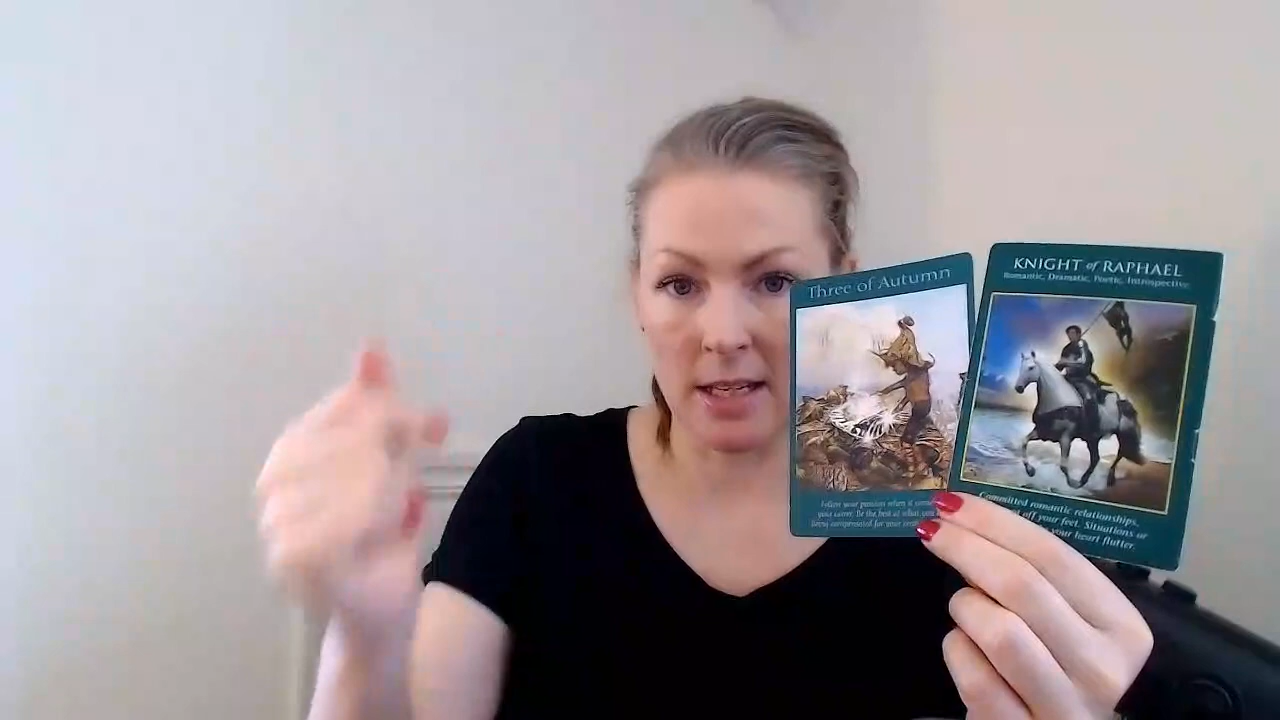 Three of Autumn
Follow your passion when it
your career. Be the best at what you
being compensated for your
KNIGHT of RAPHAEL
Romantic, Dramatic, Poetic, Introspective
Committed romantic relationships.
off your feet. Situations or
your heart flutter.